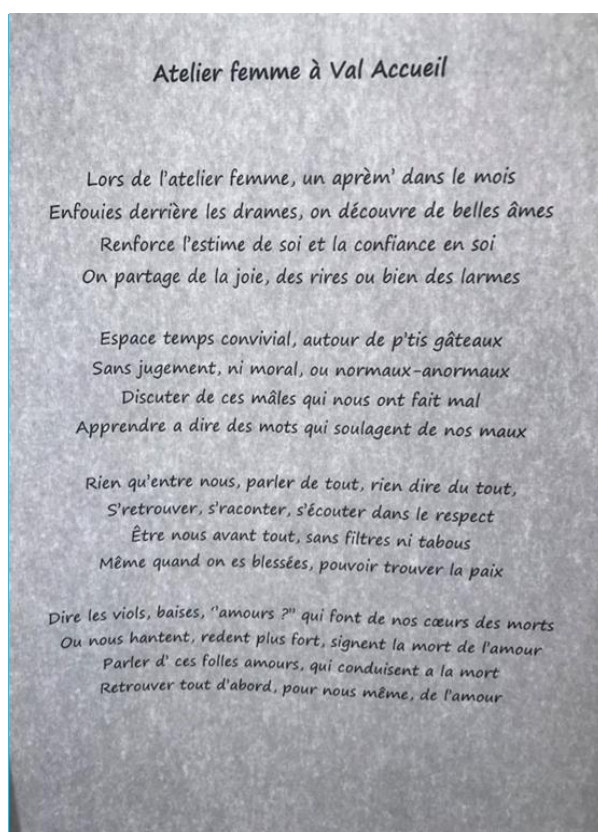 Atelier femme à Val Accueil
Lors de l'atelier femme, un aprèm' dans le mois
Enfouies derrière les drames, on découvre de belles âmes
Renforce l'estime de soi et la confiance en soi
On partage de la joie, des rires ou bien des larmes
Espace temps convivial, autour de p'tis gâteaux
Sans jugement, ni moral, ou normaux-anormaux
Discuter de ces mâles qui nous ont fait mal
Apprendre a dire des mots qui soulagent de nos maux
Rien qu'entre nous, parler de tout, rien dire du tout,
S'retrouver, s'raconter, s'écouter dans le respect
Être nous avant tout, sans filtres ni tabous
Même quand on es blessées, pouvoir trouver la paix
Dire les viols, baises, "amours ?" qui font de nos cœurs des morts
Ou nous hantent, redent plus fort, signent la mort de l'amour
Parler d' ces folles amours, qui conduisent a la mort
Retrouver tout d'abord, pour nous même, de l'amour